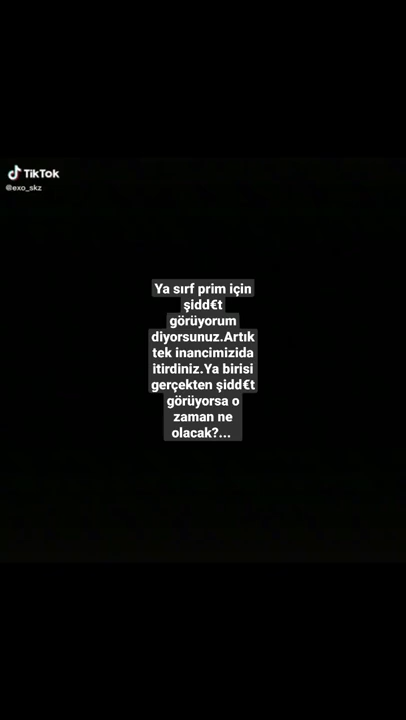 TikTok
@exo_skz
Ya sırf prim için
şidd€t
görüyorum
diyorsunuz.Artık
tek inancimizida
itirdiniz.Ya birisi
gerçekten şidd€t
görüyorsa o
zaman ne
olacak?...